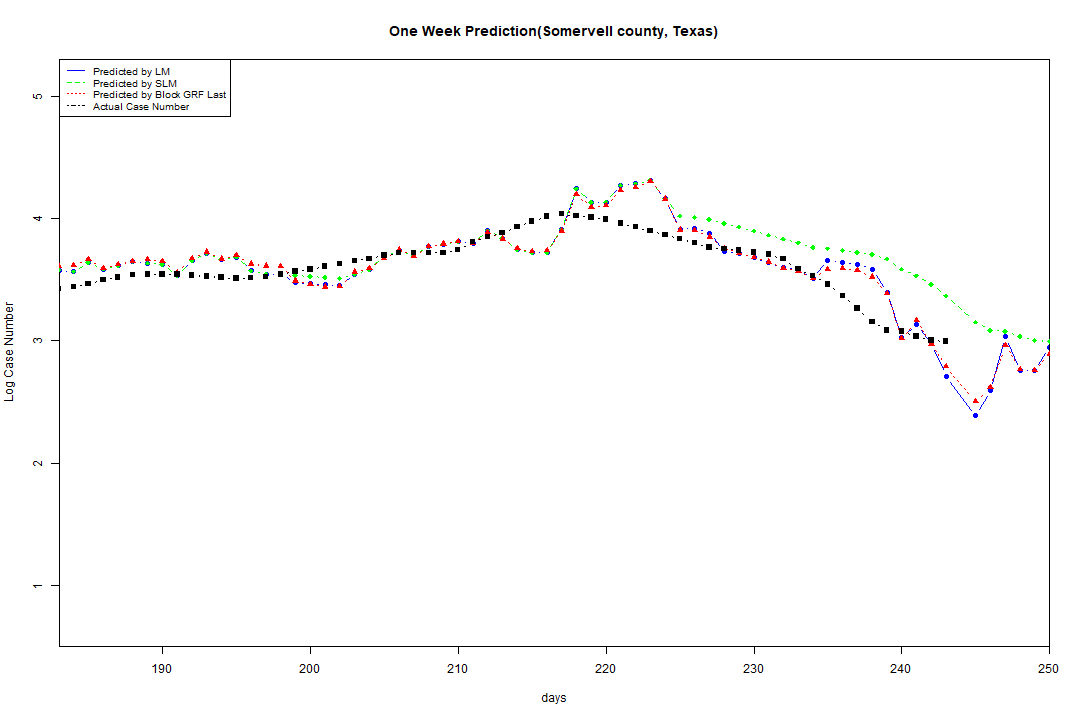 One Week Prediction(Somervell county, Texas)
Predicted by LM
Predicted by SLM
Predicted by Block GRF Last
Actual Case Number
5
4
3
2
1
Log Case Number
190 200 210 220 230 240 250
days